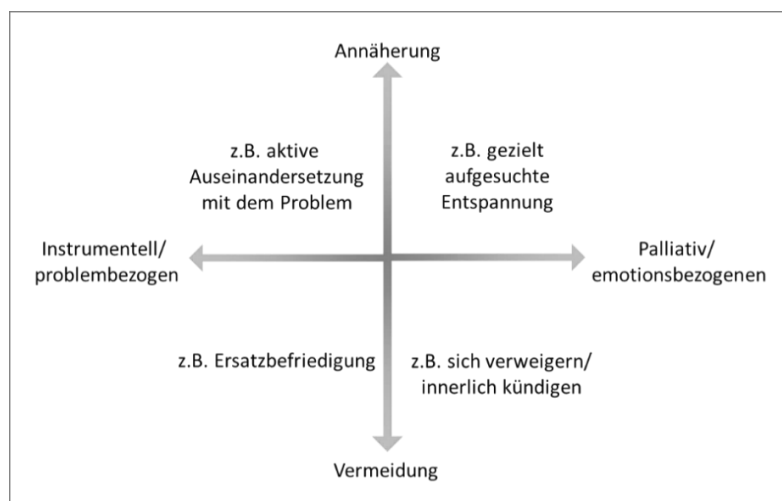 Annäherung
z.B. aktive
Auseinandersetzung
mit dem Problem
z.B. gezielt
aufgesuchte
Entspannung
Instrumentell/
problembezogen
Palliativ/
emotionsbezogenen
z.B. Ersatzbefriedigung
z.B. sich verweigern/
innerlich kündigen
Vermeidung